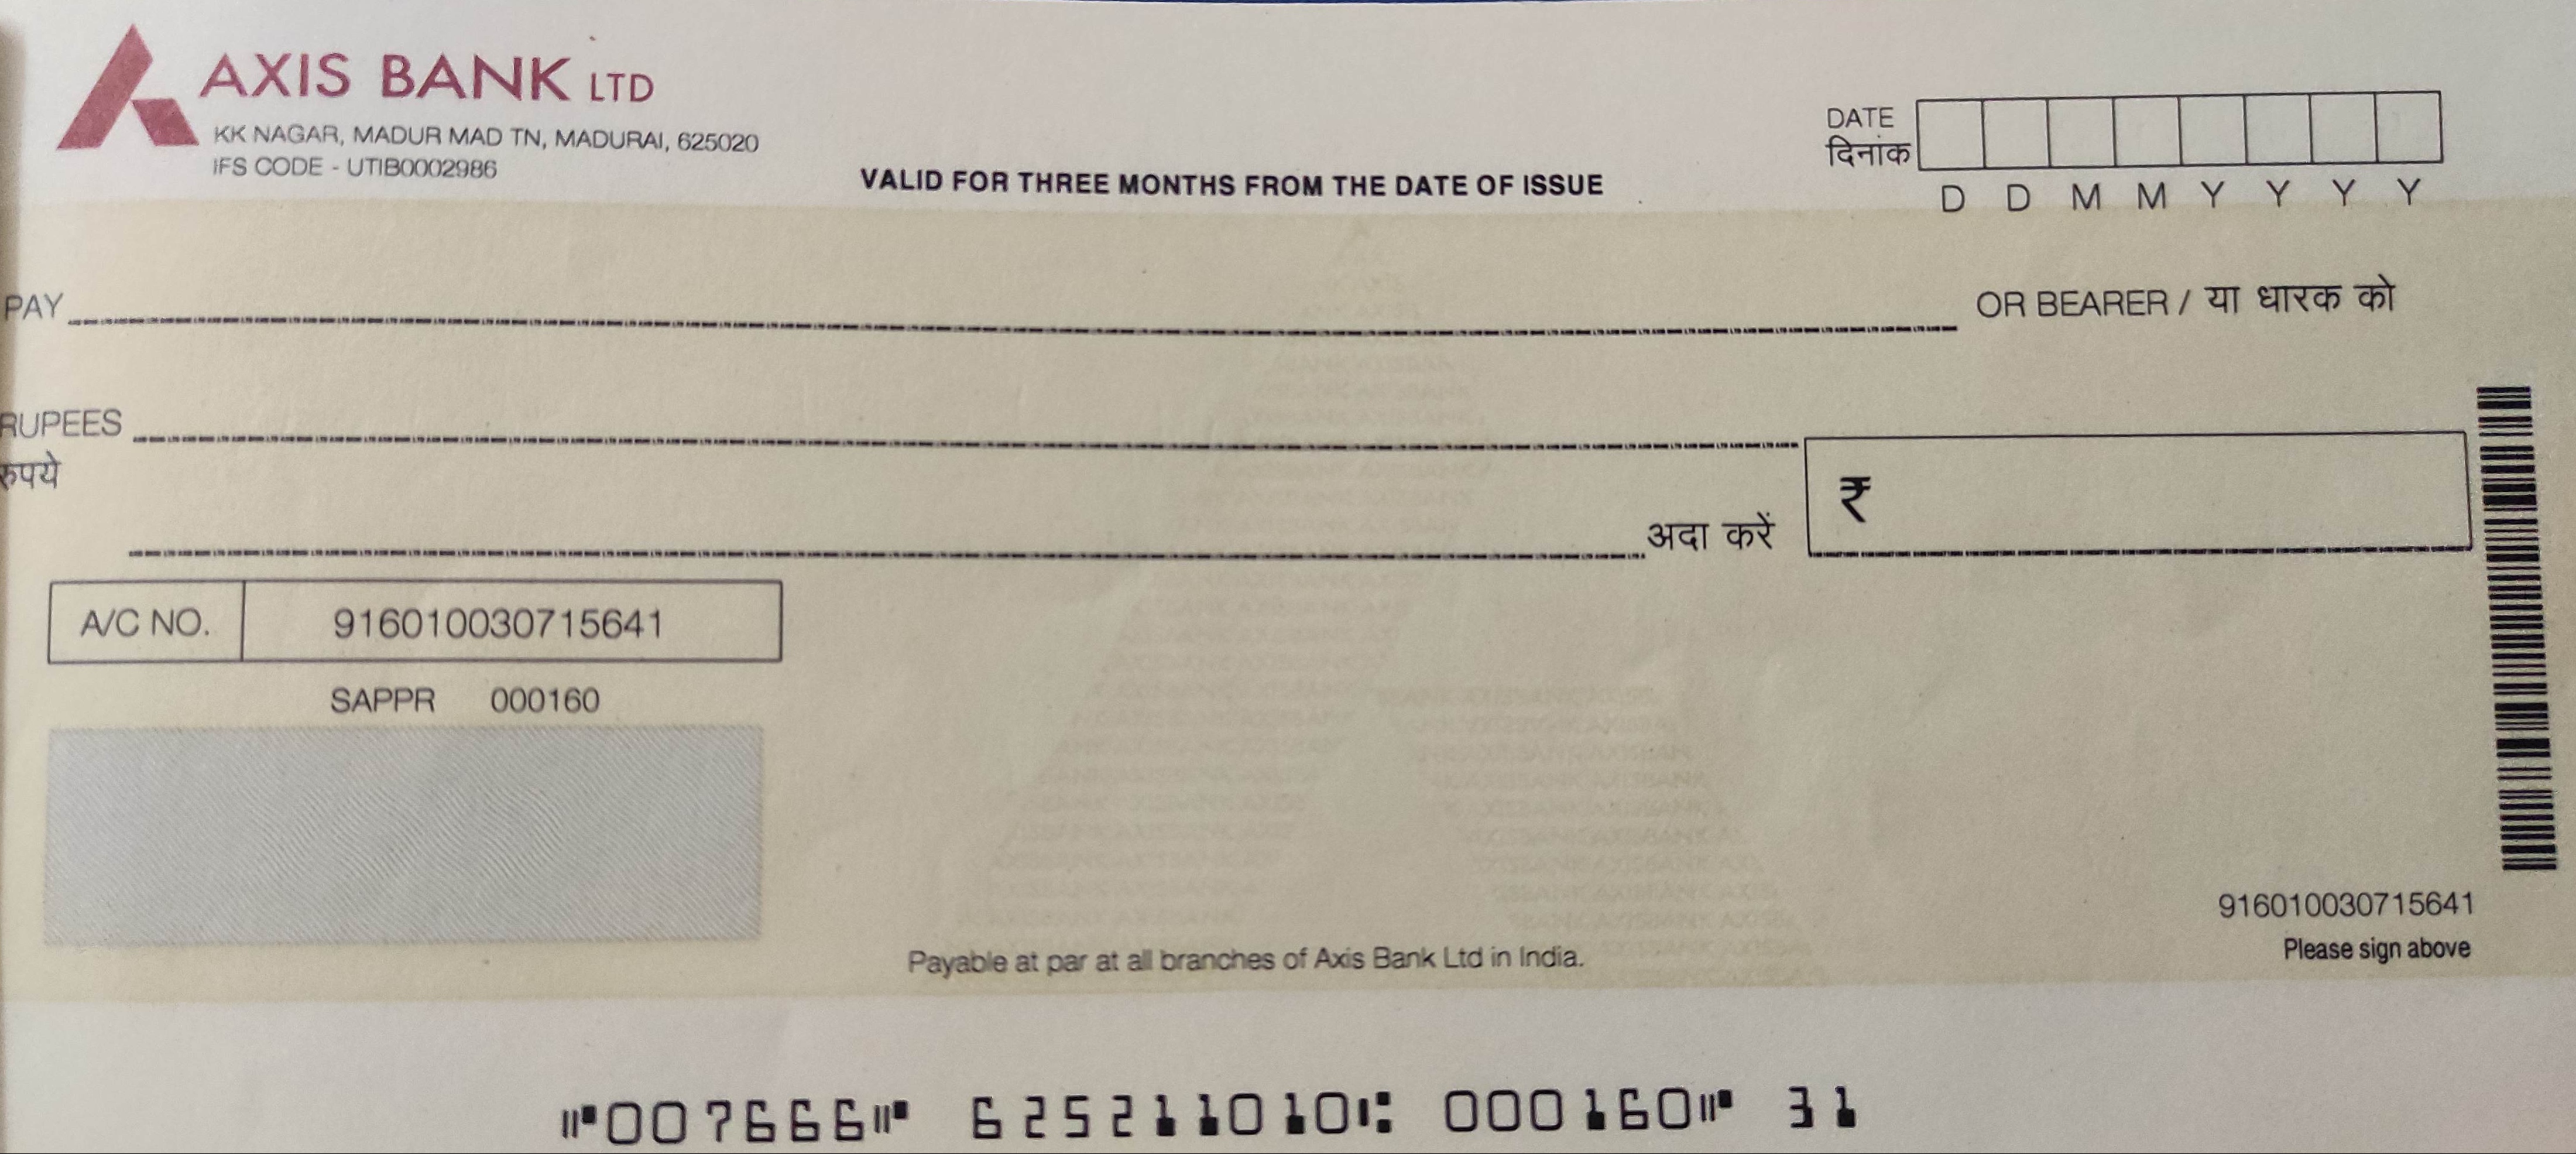 AXIS BANK LTD
KK NAGAR, MADUR MAD TN, MADURAI, 625020
IFS CODE - UTIB0002986
VALID FOR THREE MONTHS FROM THE DATE OF ISSUE
DATE
दिनांक
D D M M Y Y Y Y
PAY OR BEARER / या धारक को
RUPEES
रुपये
अदा करें ₹
A/C NO. 916010030715641
SAPPR 000160
916010030715641
Please sign above
Payable at par at all branches of Axis Bank Ltd in India.
⑈007666⑈ 625211010⑆ 000160⑈ 31